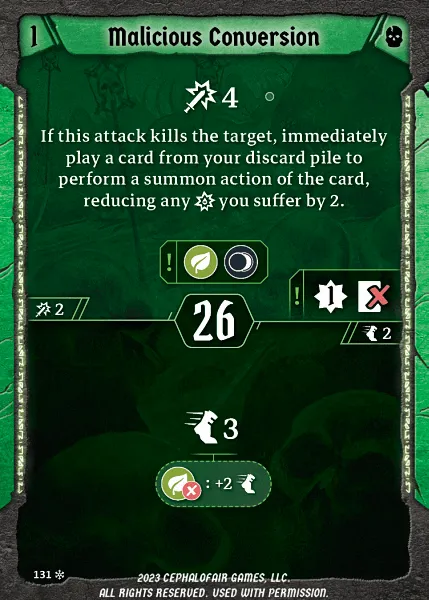 1
Malicious Conversion
4
If this attack kills the target, immediately
play a card from your discard pile to
perform a summon action of the card,
reducing any you suffer by 2.
!
! 1
2
26
2
3
: +2
131
2023 CEPHALOFAIR GAMES, LLC.
ALL RIGHTS RESERVED. USED WITH PERMISSION.